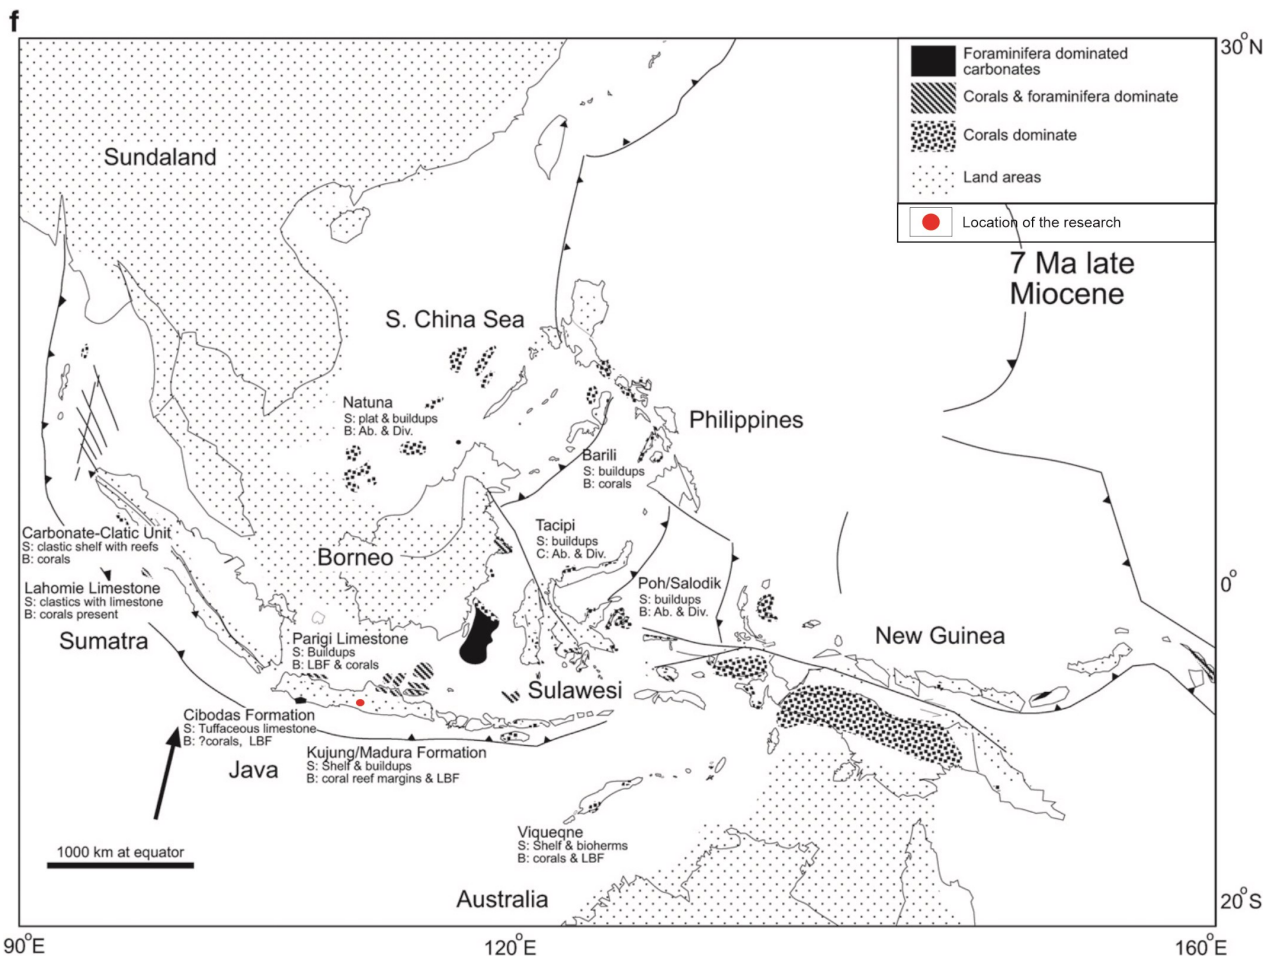 f
30°N
Foraminifera dominated
carbonates
Corals & foraminifera dominate
Corals dominate
Land areas
Location of the research
7 Ma late
Miocene
Sundaland
S. China Sea
Natuna
S: plat & buildups
B: Ab. & Div.
Philippines
Barili
S: buildups
B: corals
Carbonate-Clatic Unit
S: clastic shelf with reefs
B: corals
Borneo
Tacipi
S: buildups
C: Ab. & Div.
Lahomie Limestone
S: clastics with limestone
B: corals present
Poh/Salodik
S: buildups
B: Ab. & Div.
0°
Sumatra
Parigi Limestone
S: Buildups
B: LBF & corals
New Guinea
Sulawesi
Cibodas Formation
S: Tuffaceous limestone
B: ?corals, LBF
Kujung/Madura Formation
S: Shelf & buildups
B: coral reef margins & LBF
Java
Viqueqne
S: Shelf & bioherms
B: corals & LBF
1000 km at equator
Australia
20°S
90°E
120°E
160°E